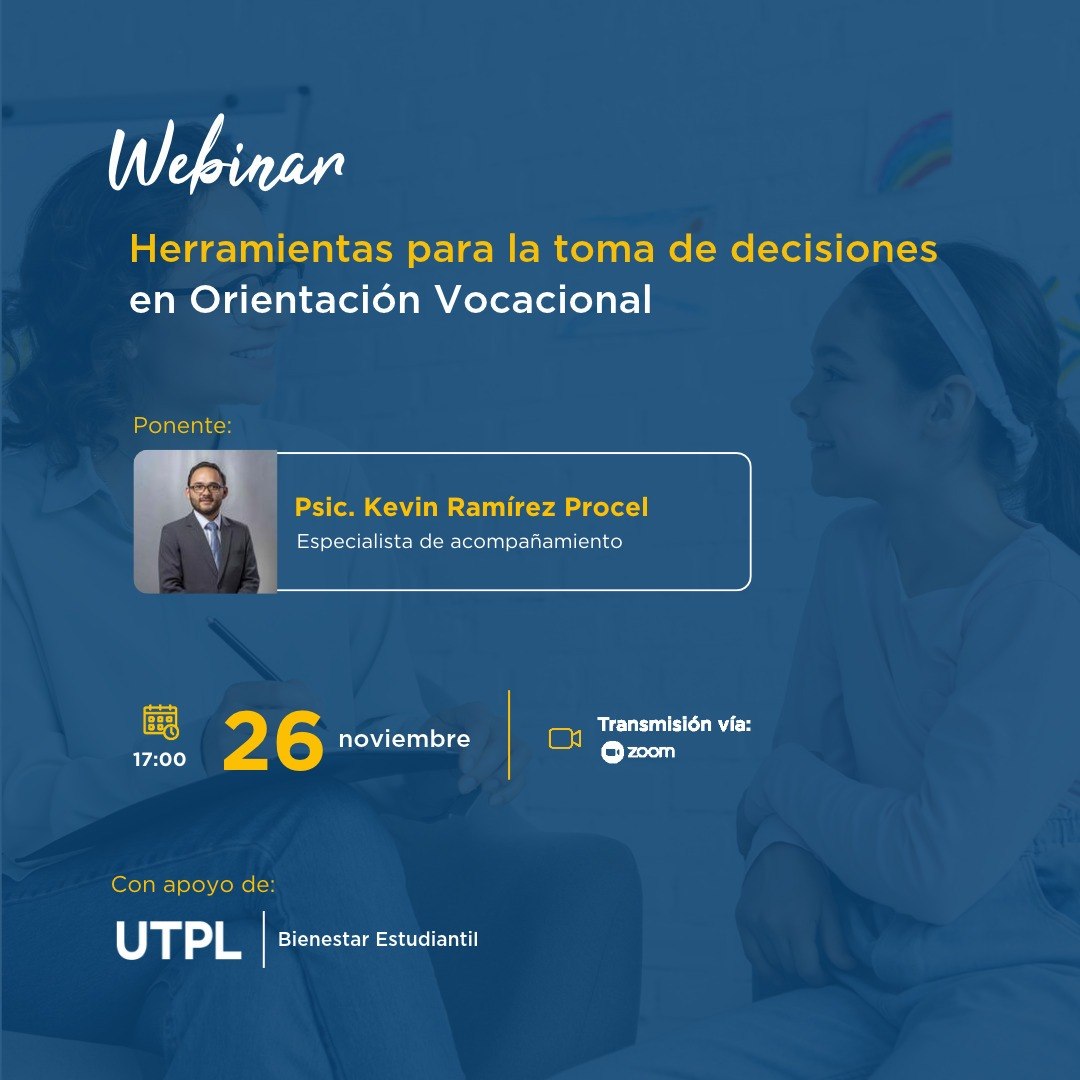 Webinar
Herramientas para la toma de decisiones
en Orientación Vocacional
Ponente:
Psic. Kevin Ramírez Procel
Especialista de acompañamiento
17:00
26 noviembre
Transmisión vía:
zoom
Con apoyo de:
UTPL
Bienestar Estudiantil